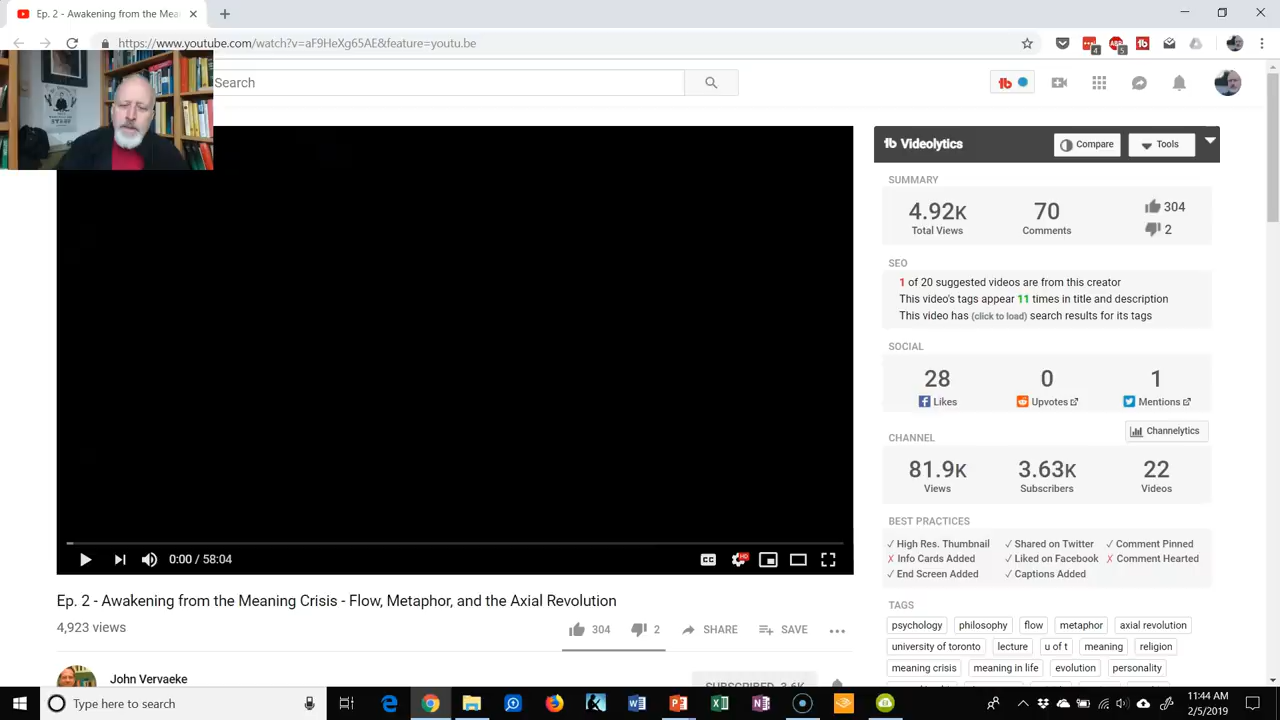 Ep. 2 - Awakening from the Mea
https://www.youtube.com/watch?v=aF9HeXg65AE&feature=youtu.be
4
5
Search
Videolytics
Compare
Tools
SUMMARY
4.92K
70
304
Total Views
Comments
2
SEO
1 of 20 suggested videos are from this creator
This video's tags appear 11 times in title and description
This video has (click to load) search results for its tags
SOCIAL
28
0
1
Likes
Upvotes
Mentions
Channelytics
CHANNEL
81.9K
3.63K
22
Views
Subscribers
Videos
BEST PRACTICES
✓ High Res. Thumbnail ✓ Shared on Twitter ✓ Comment Pinned
✗ Info Cards Added ✓ Liked on Facebook ✗ Comment Hearted
✓ End Screen Added ✓ Captions Added
TAGS
psychology philosophy flow metaphor axial revolution
university of toronto lecture u of t meaning religion
meaning crisis meaning in life evolution personality
0:00 / 58:04
CC
HD
Ep. 2 - Awakening from the Meaning Crisis - Flow, Metaphor, and the Axial Revolution
4,923 views
304
2
SHARE
SAVE
John Vervaeke
SUBSCRIBED 3.6K
Type here to search
11:44 AM
2/5/2019